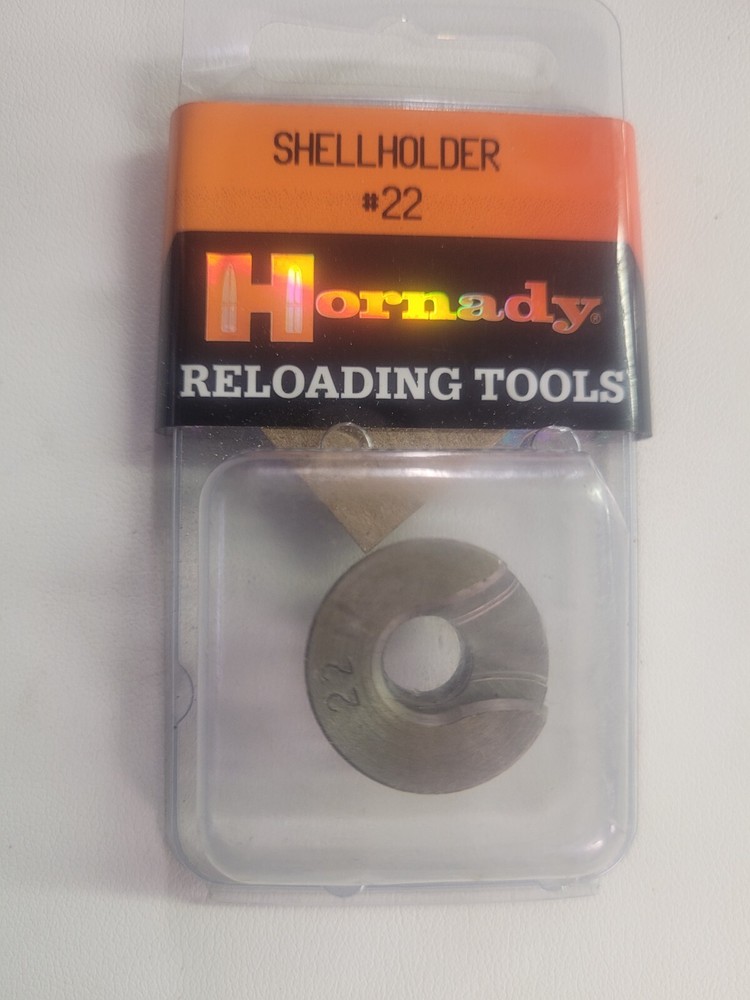 SHELLHOLDER
#22
Hornady®
RELOADING TOOLS
22